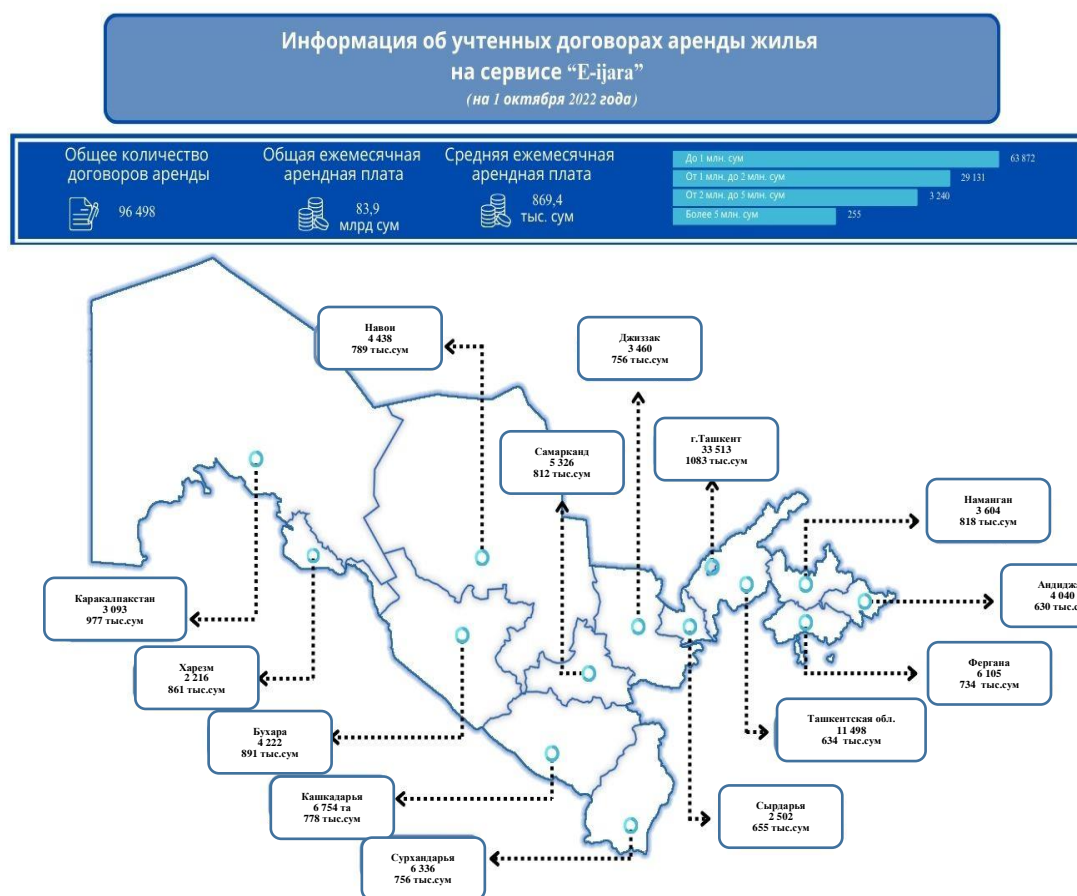 Информация об учтенных договорах аренды жилья
на сервисе “E-ijara”
(на 1 октября 2022 года)
Общее количество
договоров аренды
96 498
Общая ежемесячная
арендная плата
83,9
млрд сум
Средняя ежемесячная
арендная плата
869,4
тыс. сум
До 1 млн. сум
63 872
От 1 млн. до 2 млн. сум
29 131
От 2 млн. до 5 млн. сум
3 240
Более 5 млн. сум
255
Навои
4 438
789 тыс.сум
Джиззак
3 460
756 тыс.сум
Самарканд
5 326
812 тыс.сум
г.Ташкент
33 513
1083 тыс.сум
Наманган
3 604
818 тыс.сум
Андиджа
4 040
630 тыс.с
Каракалпакстан
3 093
977 тыс.сум
Харезм
2 216
861 тыс.сум
Фергана
6 105
734 тыс.сум
Бухара
4 222
891 тыс.сум
Ташкентская обл.
11 498
634 тыс.сум
Кашкадарья
6 754 та
778 тыс.сум
Сырдарья
2 502
655 тыс.сум
Сурхандарья
6 336
756 тыс.сум